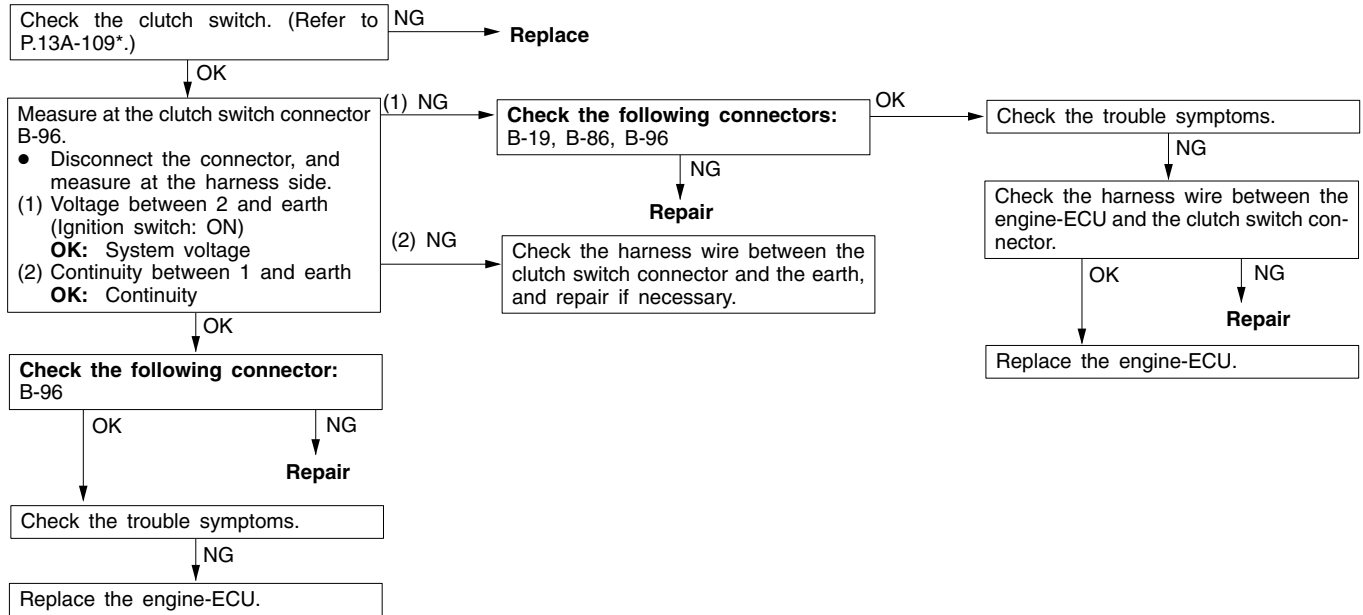 Check the clutch switch. (Refer to
P.13A-109*.)
NG
Replace
OK
Measure at the clutch switch connector
B-96.
● Disconnect the connector, and
measure at the harness side.
(1) Voltage between 2 and earth
(Ignition switch: ON)
OK: System voltage
(2) Continuity between 1 and earth
OK: Continuity
(1) NG
Check the following connectors:
B-19, B-86, B-96
OK
Check the trouble symptoms.
NG
Repair
NG
Check the harness wire between the
engine-ECU and the clutch switch con-
nector.
(2) NG
Check the harness wire between the
clutch switch connector and the earth,
and repair if necessary.
OK
NG
Repair
Replace the engine-ECU.
OK
Check the following connector:
B-96
OK
NG
Repair
Check the trouble symptoms.
NG
Replace the engine-ECU.